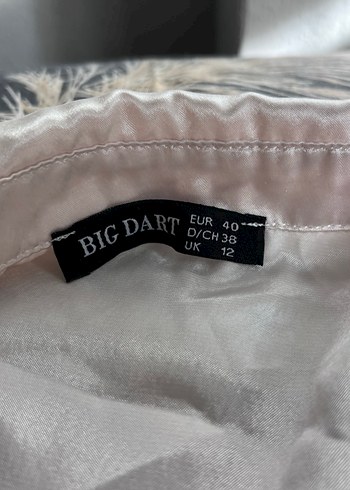 BIG DART
EUR 40
D/CH 38
UK 12